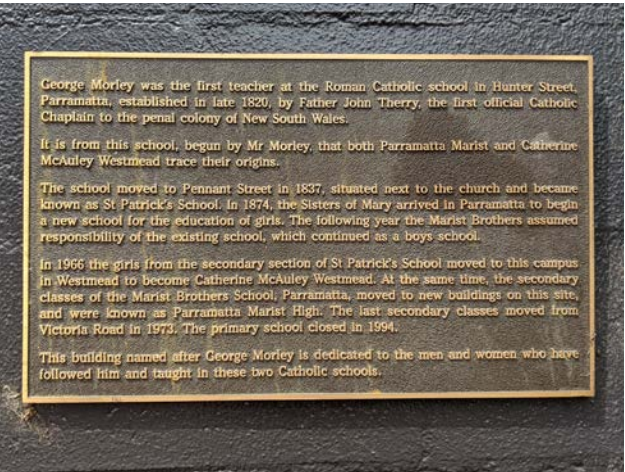 George Morley was the first teacher at the Roman Catholic school in Hunter Street,
Parramatta, established in late 1820, by Father John Therry, the first official Catholic
Chaplain to the penal colony of New South Wales.
It is from this school, begun by Mr Morley, that both Parramatta Marist and Catherine
McAuley Westmead trace their origins.
The school moved to Pennant Street in 1837, situated next to the church and became
known as St Patrick's School. In 1874, the Sisters of Mary arrived in Parramatta to begin
a new school for the education of girls. The following year the Marist Brothers assumed
responsibility of the existing school, which continued as a boys school.
In 1966 the girls from the secondary section of St Patrick's School moved to this campus
in Westmead to become Catherine McAuley Westmead. At the same time, the secondary
classes of the Marist Brothers School, Parramatta, moved to new buildings on this site,
and were known as Parramatta Marist High. The last secondary classes moved from
Victoria Road in 1973. The primary school closed in 1994.
This building named after George Morley is dedicated to the men and women who have
followed him and taught in these two Catholic schools.